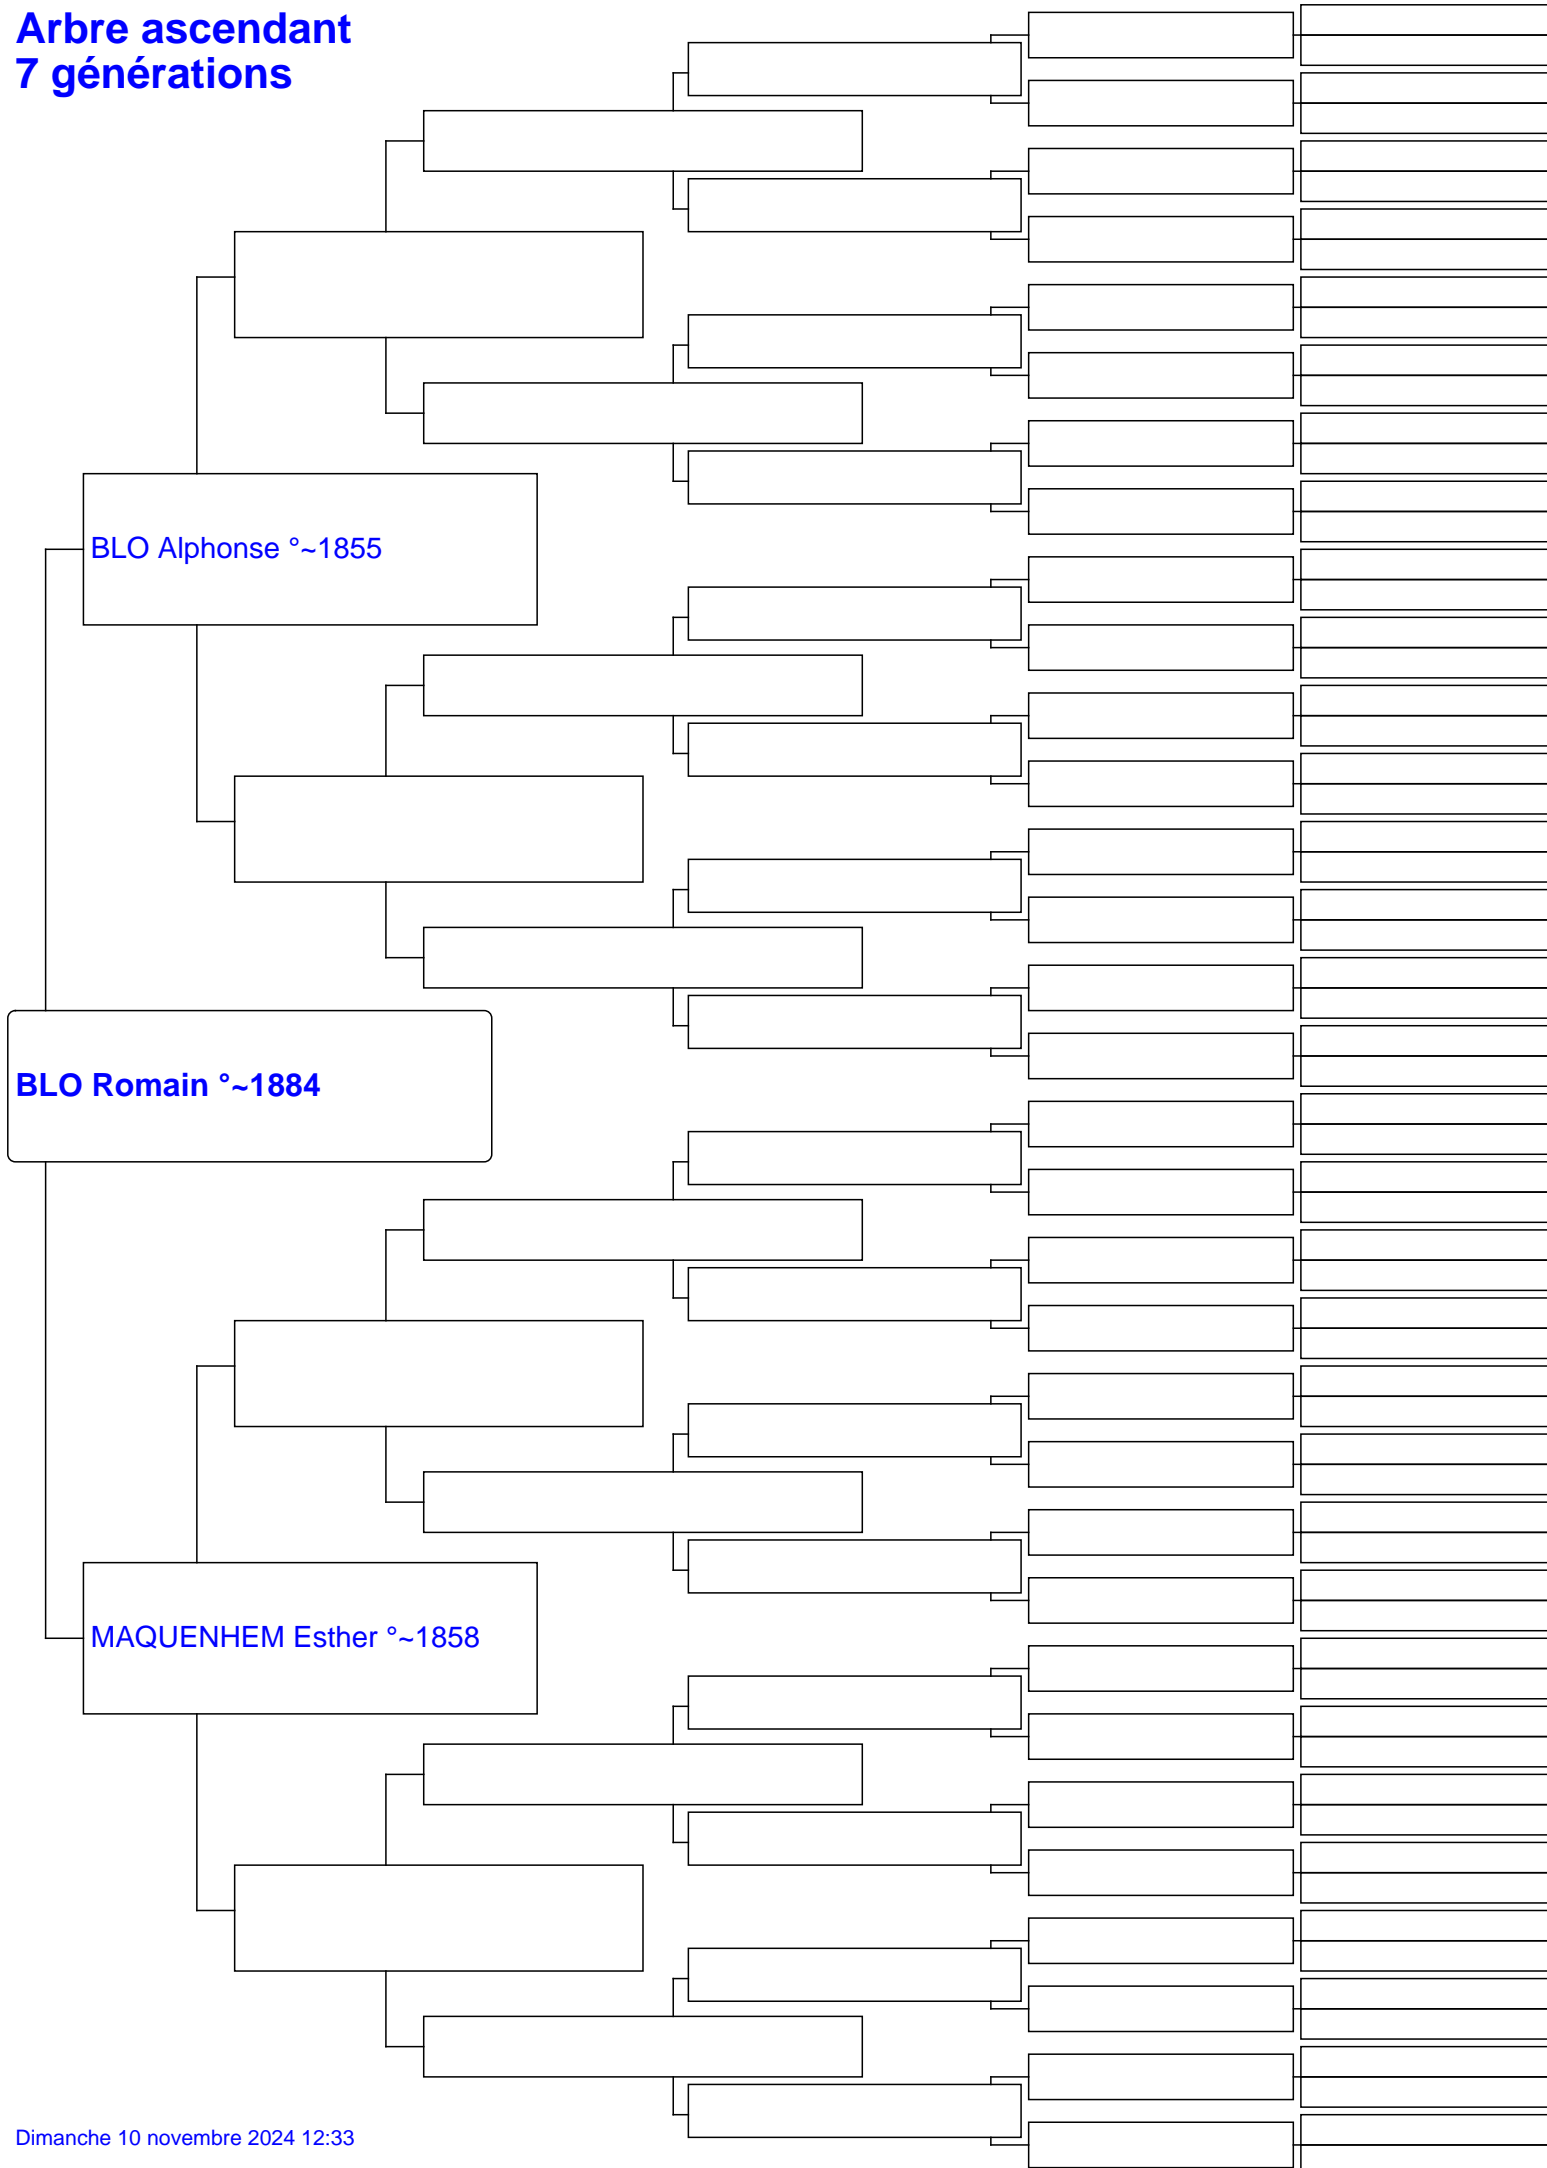 Arbre ascendant
7 générations
BLO Alphonse °~1855
BLO Romain °~1884
MAQUENHEM Esther °~1858
Dimanche 10 novembre 2024 12:33